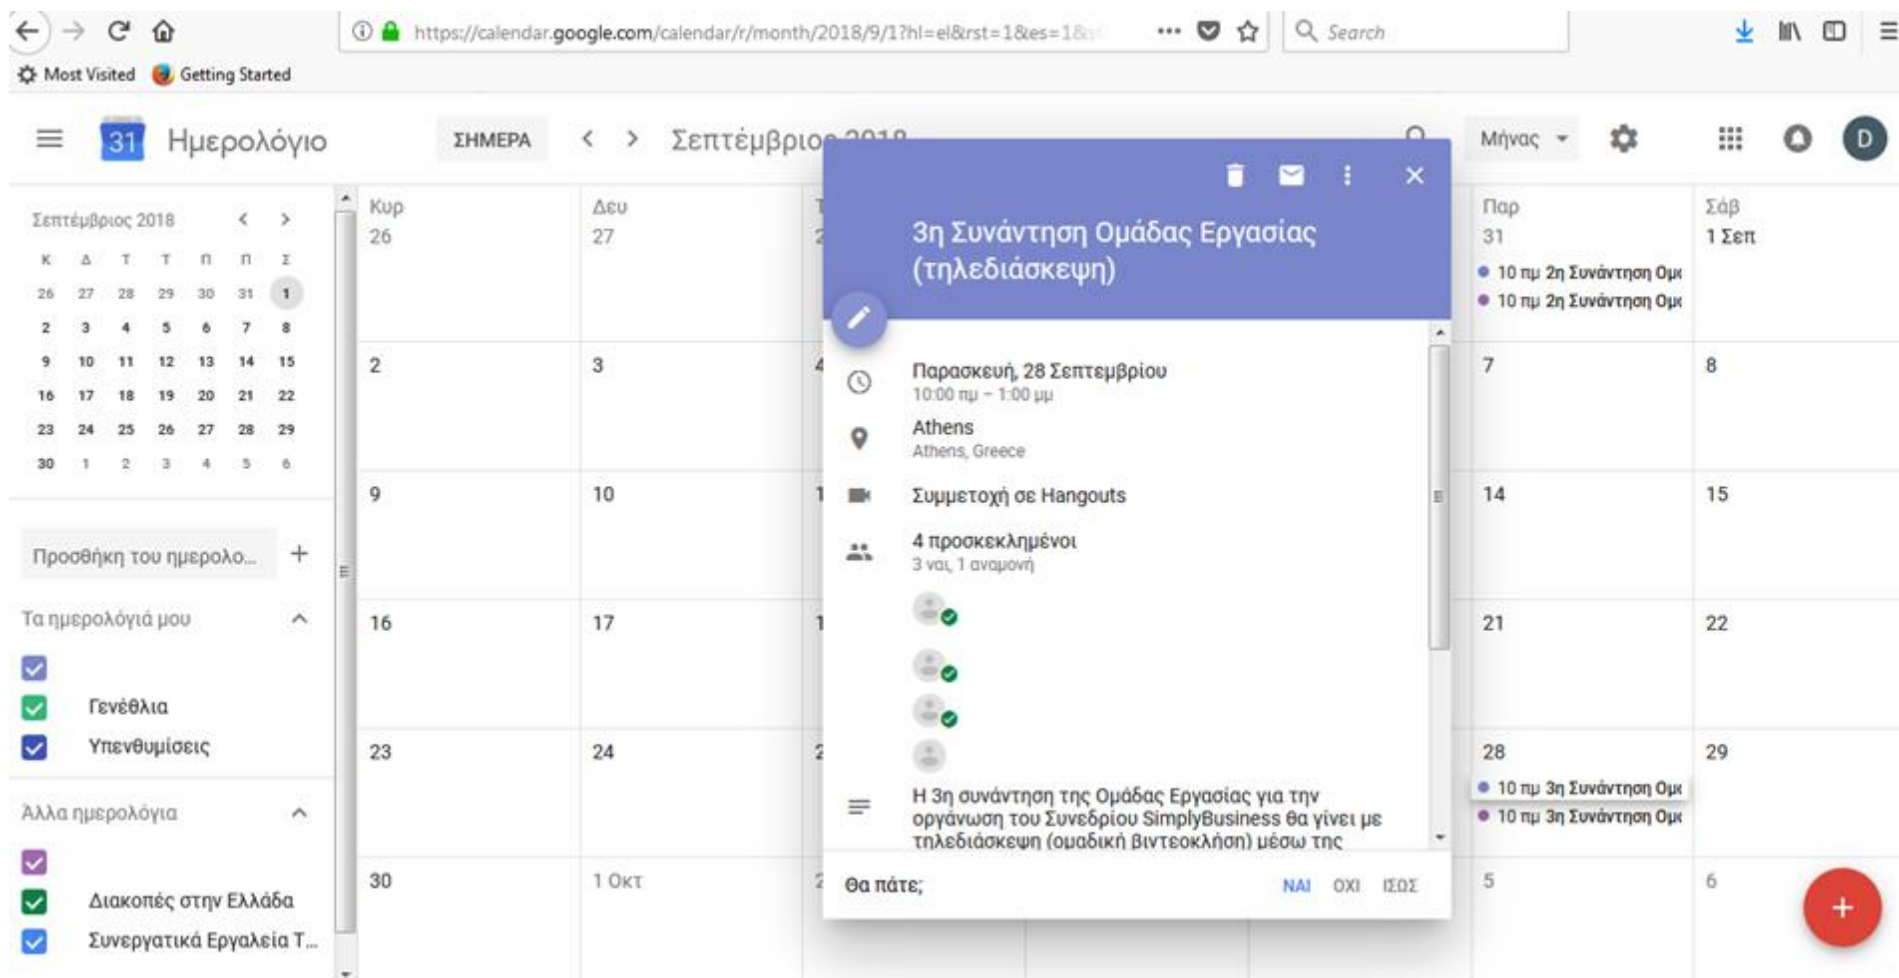 https://calendar.google.com/calendar/r/month/2018/9/1?hl=el&rst=1&es=1
Search
Most Visited Getting Started
31 Ημερολόγιο ΣΗΜΕΡΑ Σεπτέμβριος 2018 Μήνας D
Σεπτέμβριος 2018
Κ Δ Τ Τ Π Π Σ
26 27 28 29 30 31 1
2 3 4 5 6 7 8
9 10 11 12 13 14 15
16 17 18 19 20 21 22
23 24 25 26 27 28 29
30 1 2 3 4 5 6
Προσθήκη του ημερολο... +
Τα ημερολόγιά μου
Γενέθλια
Υπενθυμίσεις
Άλλα ημερολόγια
Διακοπές στην Ελλάδα
Συνεργατικά Εργαλεία Τ...
Κυρ Δευ Παρ Σάβ
26 27 31 1 Σεπ
10 πμ 2η Συνάντηση Ομα
10 πμ 2η Συνάντηση Ομα
2 3 4 7 8
9 10 1 14 15
16 17 1 21 22
23 24 2 28 29
10 πμ 3η Συνάντηση Ομα
10 πμ 3η Συνάντηση Ομα
30 1 Οκτ 2 5 6
3η Συνάντηση Ομάδας Εργασίας
(τηλεδιάσκεψη)
Παρασκευή, 28 Σεπτεμβρίου
10:00 πμ – 1:00 μμ
Athens
Athens, Greece
Συμμετοχή σε Hangouts
4 προσκεκλημένοι
3 ναι, 1 αναμονή
Η 3η συνάντηση της Ομάδας Εργασίας για την
οργάνωση του Συνεδρίου SimplyBusiness θα γίνει με
τηλεδιάσκεψη (ομαδική βιντεοκλήση) μέσω της
Θα πάτε; ΝΑΙ ΟΧΙ ΙΣΩΣ